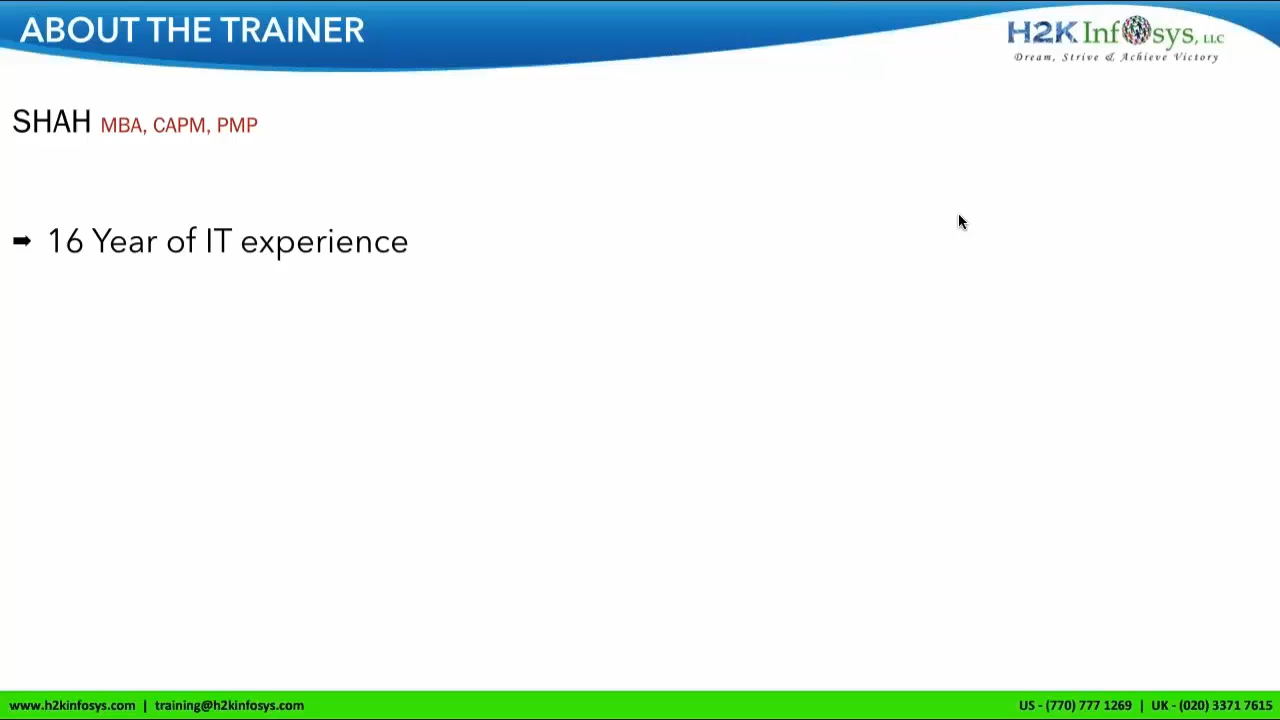 ABOUT THE TRAINER
H2K Infosys, LLC
Dream, Strive & Achieve Victory
SHAH MBA, CAPM, PMP
➡ 16 Year of IT experience
www.h2kinfosys.com | training@h2kinfosys.com
US - (770) 777 1269 | UK - (020) 3371 7615